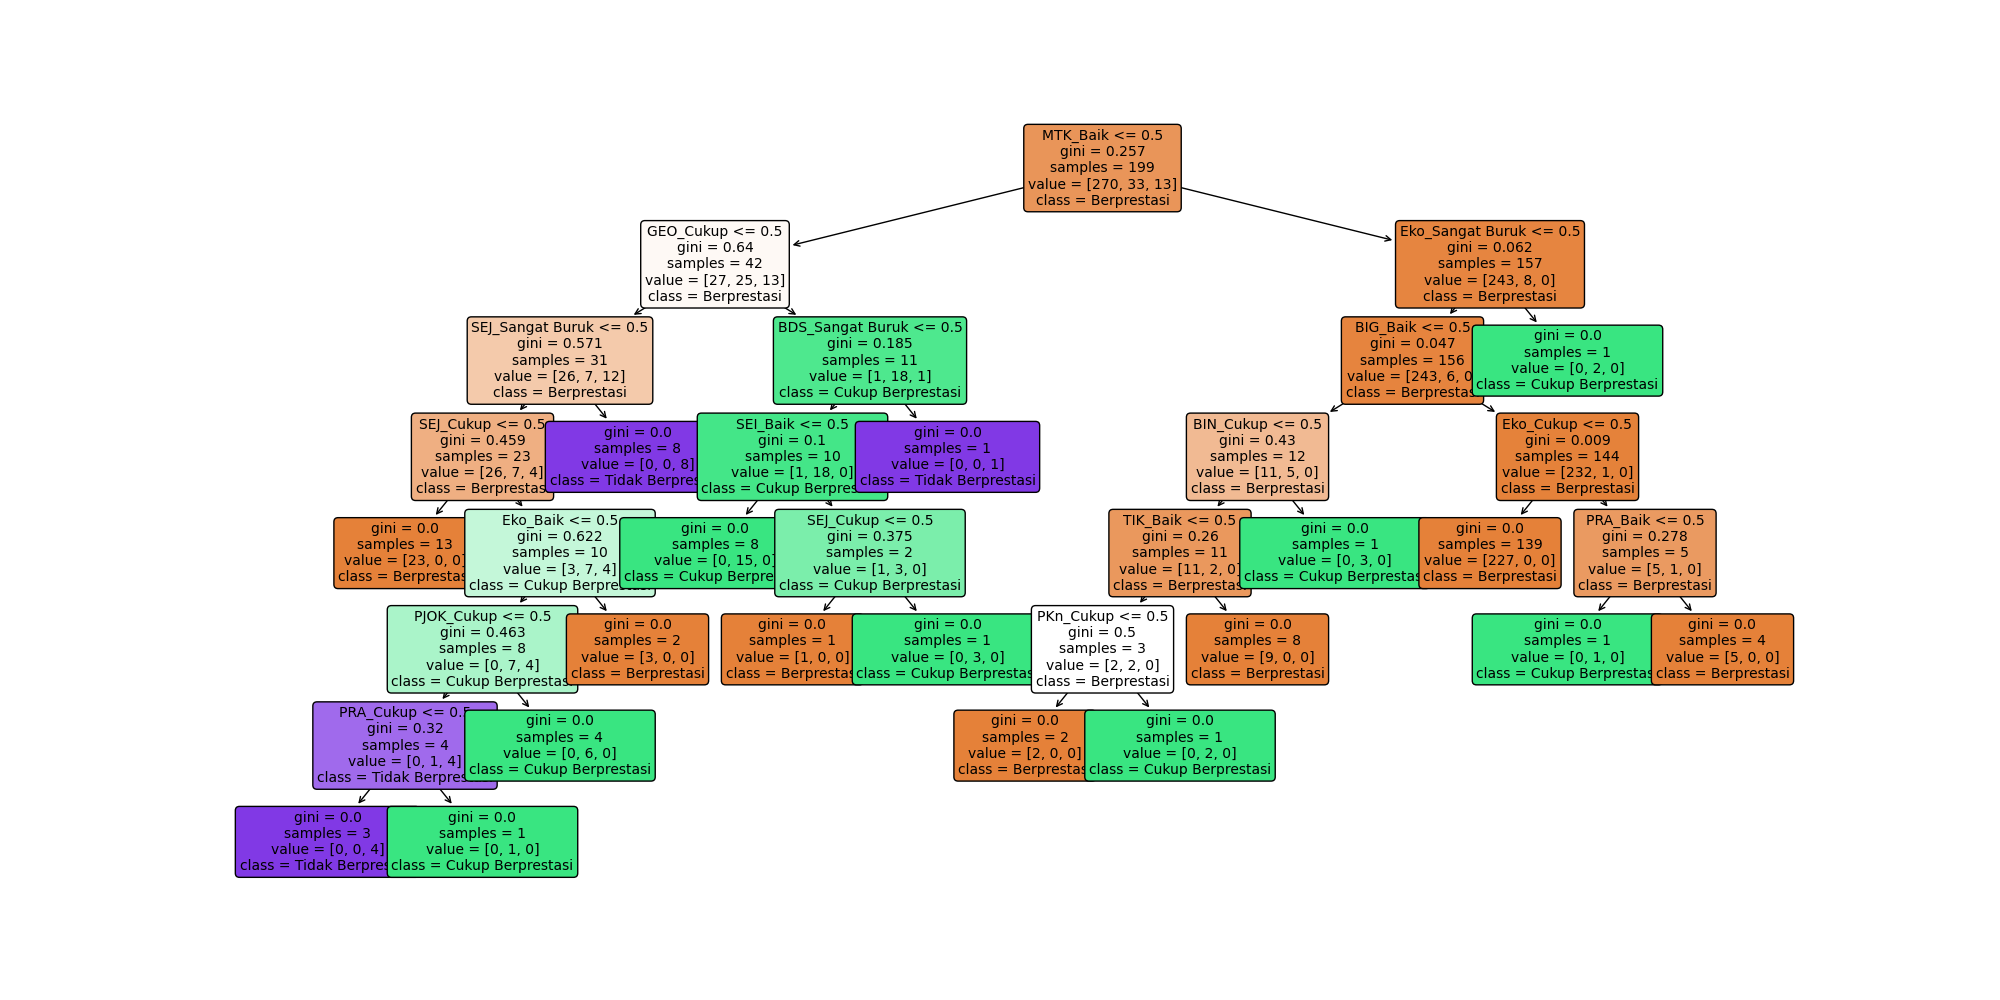 MTK_Baik <= 0.5
gini = 0.257
samples = 199
value = [270, 33, 13]
class = Berprestasi
GEO_Cukup <= 0.5
gini = 0.64
samples = 42
value = [27, 25, 13]
class = Berprestasi
Eko_Sangat Buruk <= 0.5
gini = 0.062
samples = 157
value = [243, 8, 0]
class = Berprestasi
SEJ_Sangat Buruk <= 0.5
gini = 0.571
samples = 31
value = [26, 7, 12]
class = Berprestasi
BDS_Sangat Buruk <= 0.5
gini = 0.185
samples = 11
value = [1, 18, 1]
class = Cukup Berprestasi
BIG_Baik <= 0.5
gini = 0.047
samples = 156
value = [243, 6, 0
class = Berprestas
gini = 0.0
samples = 1
value = [0, 2, 0]
class = Cukup Berprestasi
SEJ_Cukup <= 0.5
gini = 0.459
samples = 23
value = [26, 7, 4]
class = Berprestas
gini = 0.0
samples = 8
value = [0, 0, 8]
class = Tidak Berpres
SEI_Baik <= 0.5
gini = 0.1
samples = 10
value = [1, 18, 0]
class = Cukup Berpres
gini = 0.0
samples = 1
value = [0, 0, 1]
class = Tidak Berprestasi
BIN_Cukup <= 0.5
gini = 0.43
samples = 12
value = [11, 5, 0]
class = Berprestasi
Eko_Cukup <= 0.5
gini = 0.009
samples = 144
value = [232, 1, 0]
class = Berprestasi
gini = 0.0
samples = 13
value = [23, 0, 0
class = Berprestas
Eko_Baik <= 0.5
gini = 0.622
samples = 10
value = [3, 7, 4]
class = Cukup Berprestasi
gini = 0.0
samples = 8
value = [0, 15, 0
class = Cukup Berpre
SEJ_Cukup <= 0.5
gini = 0.375
samples = 2
value = [1, 3, 0]
class = Cukup Berprestasi
TIK_Baik <= 0.5
gini = 0.26
samples = 11
value = [11, 2, 0
class = Berprestasi
gini = 0.0
samples = 1
value = [0, 3, 0]
class = Cukup Berprestas
gini = 0.0
samples = 139
value = [227, 0, 0]
class = Berprestasi
PRA_Baik <= 0.5
gini = 0.278
samples = 5
value = [5, 1, 0]
class = Berprestasi
PJOK_Cukup <= 0.5
gini = 0.463
samples = 8
value = [0, 7, 4]
class = Cukup Berprestas
gini = 0.0
samples = 2
value = [3, 0, 0]
class = Berprestasi
gini = 0.0
samples = 1
value = [1, 0, 0]
class = Berprestas
gini = 0.0
samples = 1
value = [0, 3, 0]
class = Cukup Berprestasi
PKn_Cukup <= 0.5
gini = 0.5
samples = 3
value = [2, 2, 0]
class = Berprestasi
gini = 0.0
samples = 8
value = [9, 0, 0]
class = Berprestasi
gini = 0.0
samples = 1
value = [0, 1, 0]
class = Cukup Berprestas
gini = 0.0
samples = 4
value = [5, 0, 0]
class = Berprestasi
PRA_Cukup <= 0.5
gini = 0.32
samples = 4
value = [0, 1, 4]
class = Tidak Berpres
gini = 0.0
samples = 4
value = [0, 6, 0]
class = Cukup Berprestasi
gini = 0.0
samples = 2
value = [2, 0, 0]
class = Berprestas
gini = 0.0
samples = 1
value = [0, 2, 0]
class = Cukup Berprestasi
gini = 0.0
samples = 3
value = [0, 0, 4]
class = Tidak Berpres
gini = 0.0
samples = 1
value = [0, 1, 0]
class = Cukup Berprestasi